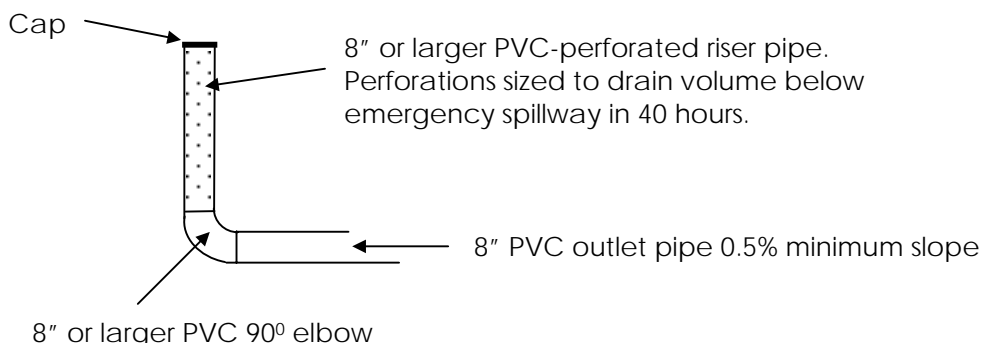 Cap
8" or larger PVC-perforated riser pipe.
Perforations sized to drain volume below
emergency spillway in 40 hours.
8" PVC outlet pipe 0.5% minimum slope
8" or larger PVC 90⁰ elbow